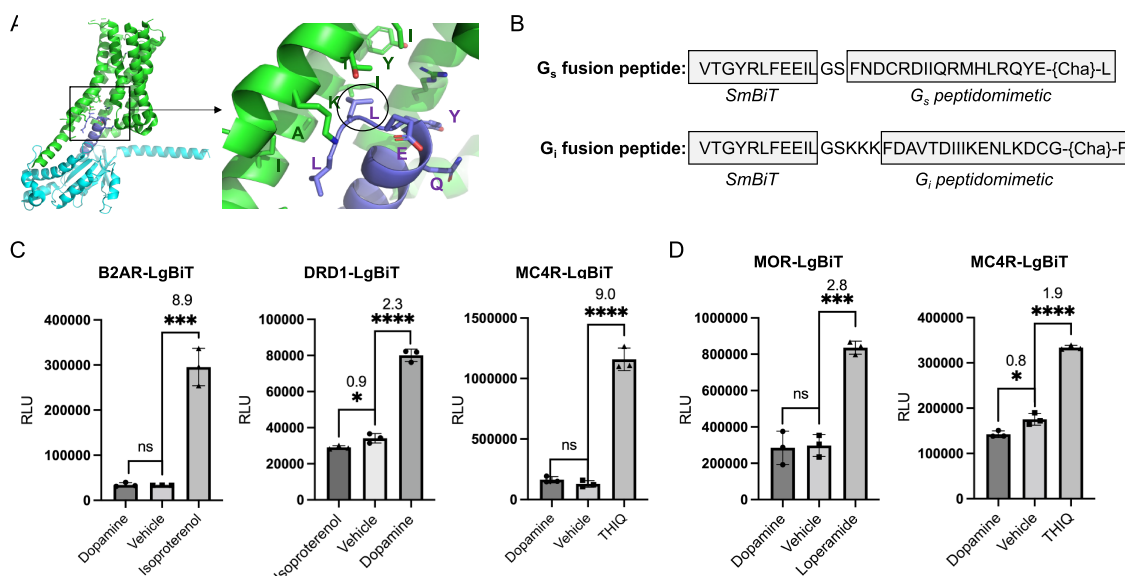 A
I
T
Y
I
K
L
A
Y
L
E
I
Q
B
Gs fusion peptide: VTGYRLFEEIL GS FNDCRDIIQRMHLRQYE-{Cha}-L
SmBiT Gs peptidomimetic
Gi fusion peptide: VTGYRLFEEIL GSKKK FDAVTDIIIKENLKDCG-{Cha}-F
SmBiT Gi peptidomimetic
C
B2AR-LgBiT
8.9
***
ns
400000
300000
200000
100000
0
RLU
Dopamine
Vehicle
Isoproterenol
DRD1-LgBiT
2.3
****
0.9
*
100000
80000
60000
40000
20000
0
RLU
Isoproterenol
Vehicle
Dopamine
MC4R-LgBiT
9.0
****
ns
1500000
1000000
500000
0
RLU
Dopamine
Vehicle
THIQ
D
MOR-LgBiT
2.8
***
ns
1000000
800000
600000
400000
200000
0
RLU
Dopamine
Vehicle
Loperamide
MC4R-LgBiT
1.9
****
0.8
*
400000
300000
200000
100000
0
RLU
Dopamine
Vehicle
THIQ